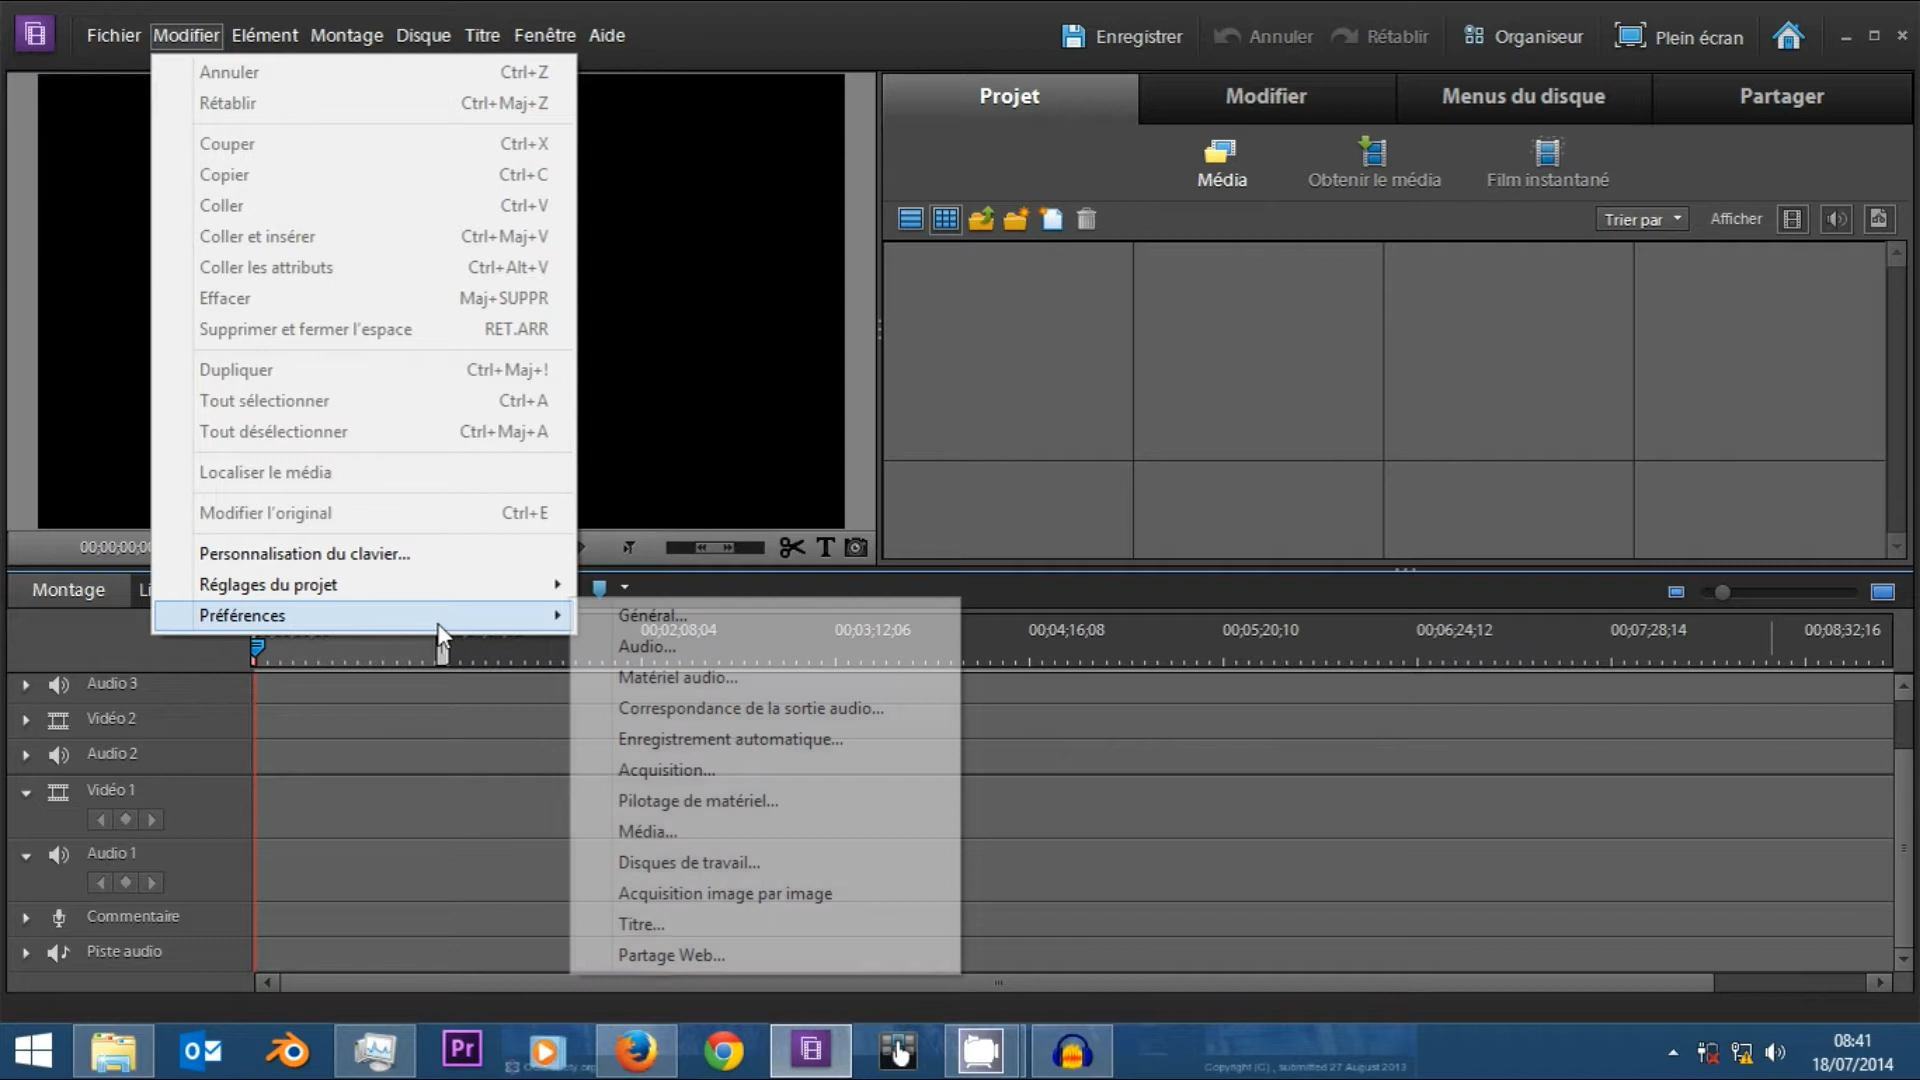 Fichier Modifier Elément Montage Disque Titre Fenêtre Aide
Enregistrer Annuler Rétablir Organiseur Plein écran
Annuler Ctrl+Z
Rétablir Ctrl+Maj+Z
Couper Ctrl+X
Copier Ctrl+C
Coller Ctrl+V
Coller et insérer Ctrl+Maj+V
Coller les attributs Ctrl+Alt+V
Effacer Maj+SUPPR
Supprimer et fermer l'espace RET.ARR
Dupliquer Ctrl+Maj+!
Tout sélectionner Ctrl+A
Tout désélectionner Ctrl+Maj+A
Localiser le média
Modifier l'original Ctrl+E
Personnalisation du clavier...
Réglages du projet
Préférences
Projet Modifier Menus du disque Partager
Média Obtenir le média Film instantané
Trier par Afficher
T
Montage
Général...
Audio...
Matériel audio...
Correspondance de la sortie audio...
Enregistrement automatique...
Acquisition...
Pilotage de matériel...
Média...
Disques de travail...
Acquisition image par image
Titre...
Partage Web...
00;02;08;04 00;03;12;06 00;04;16;08 00;05;20;10 00;06;24;12 00;07;28;14 00;08;32;16
Audio 3
Vidéo 2
Audio 2
Vidéo 1
Audio 1
Commentaire
Piste audio
Pr
Copyright (C) , submitted 27 August 2013
08:41
18/07/2014